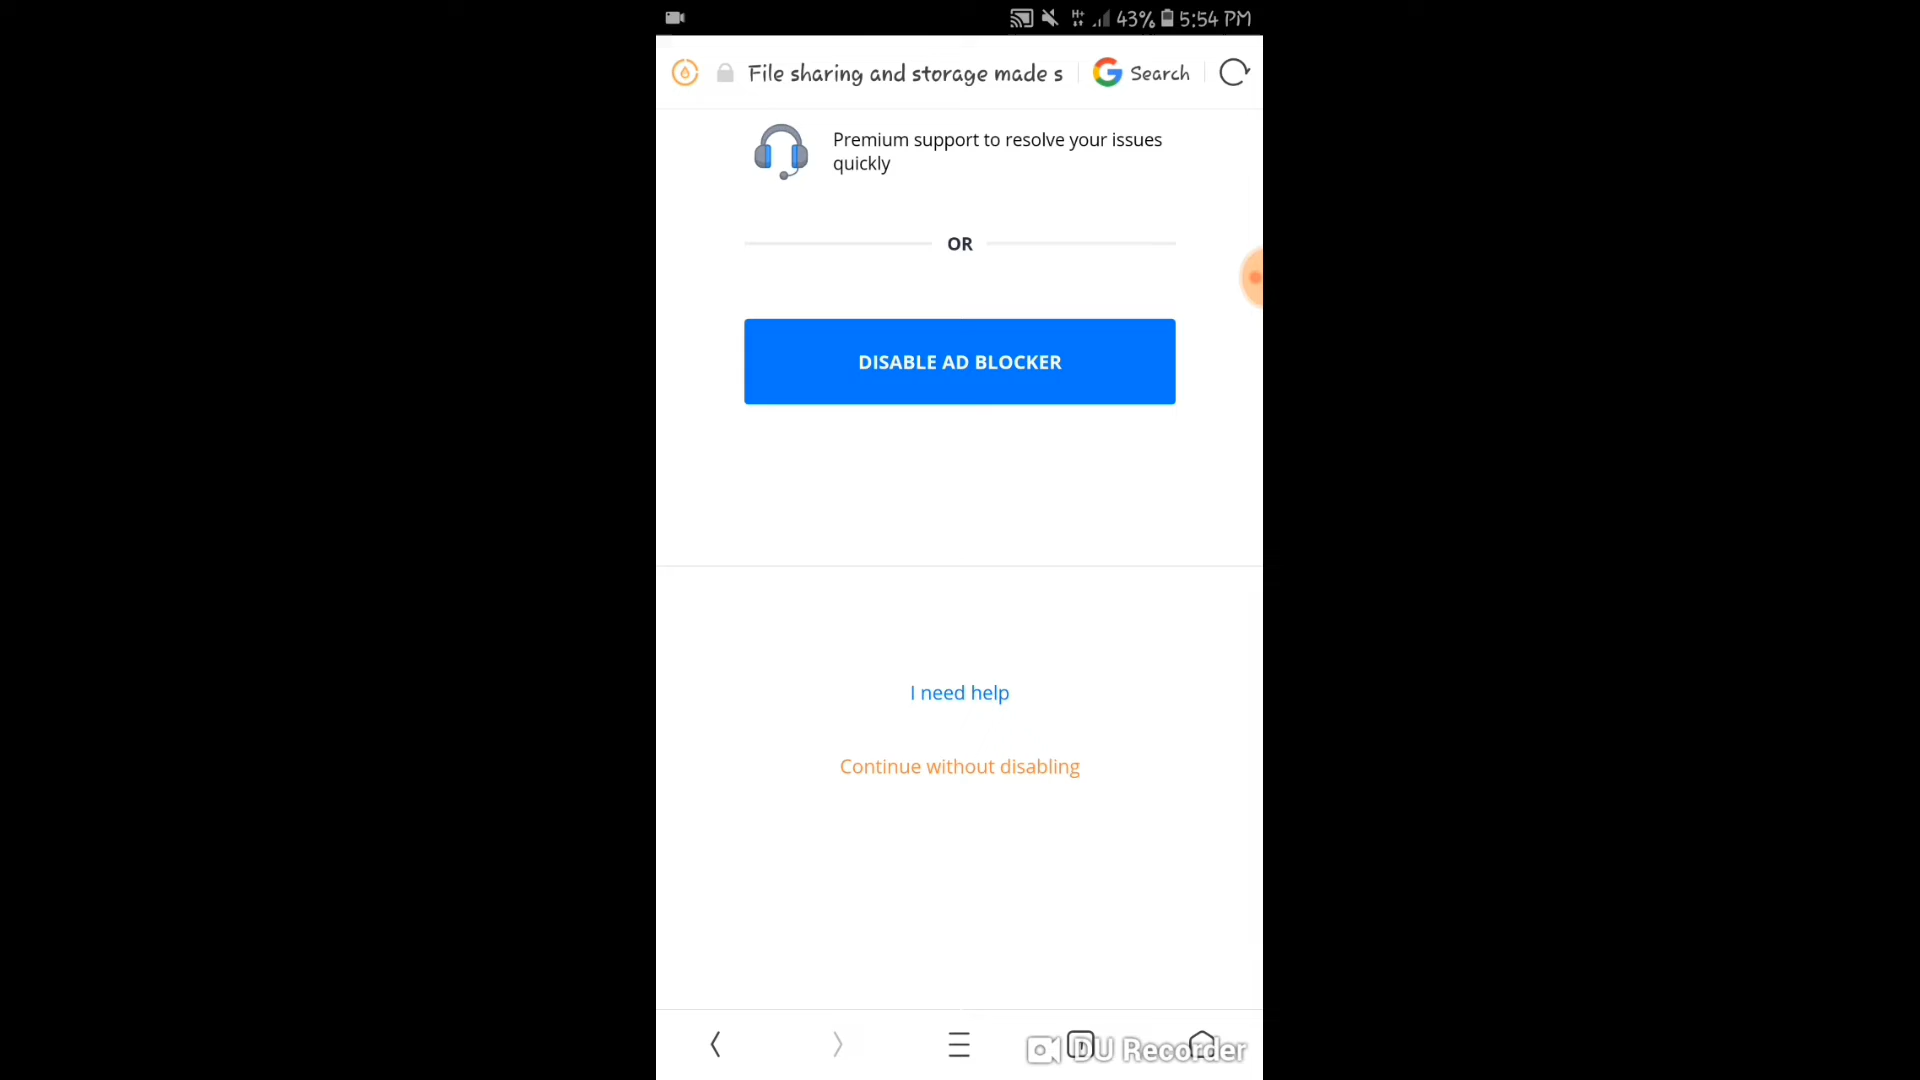 43% 5:54 PM
File sharing and storage made s
Search
Premium support to resolve your issues
quickly
OR
DISABLE AD BLOCKER
I need help
Continue without disabling
DU Recorder